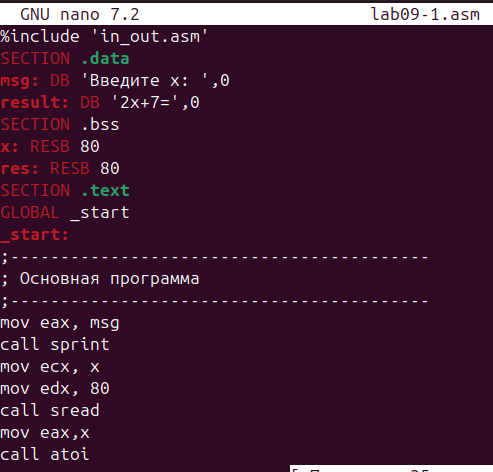 GNU nano 7.2 lab09-1.asm
%include 'in_out.asm'
SECTION .data
msg: DB 'Введите x: ',0
result: DB '2x+7=',0
SECTION .bss
x: RESB 80
res: RESB 80
SECTION .text
GLOBAL _start
_start:
;------------------------------------------
; Основная программа
;------------------------------------------
mov eax, msg
call sprint
mov ecx, x
mov edx, 80
call sread
mov eax,x
call atoi